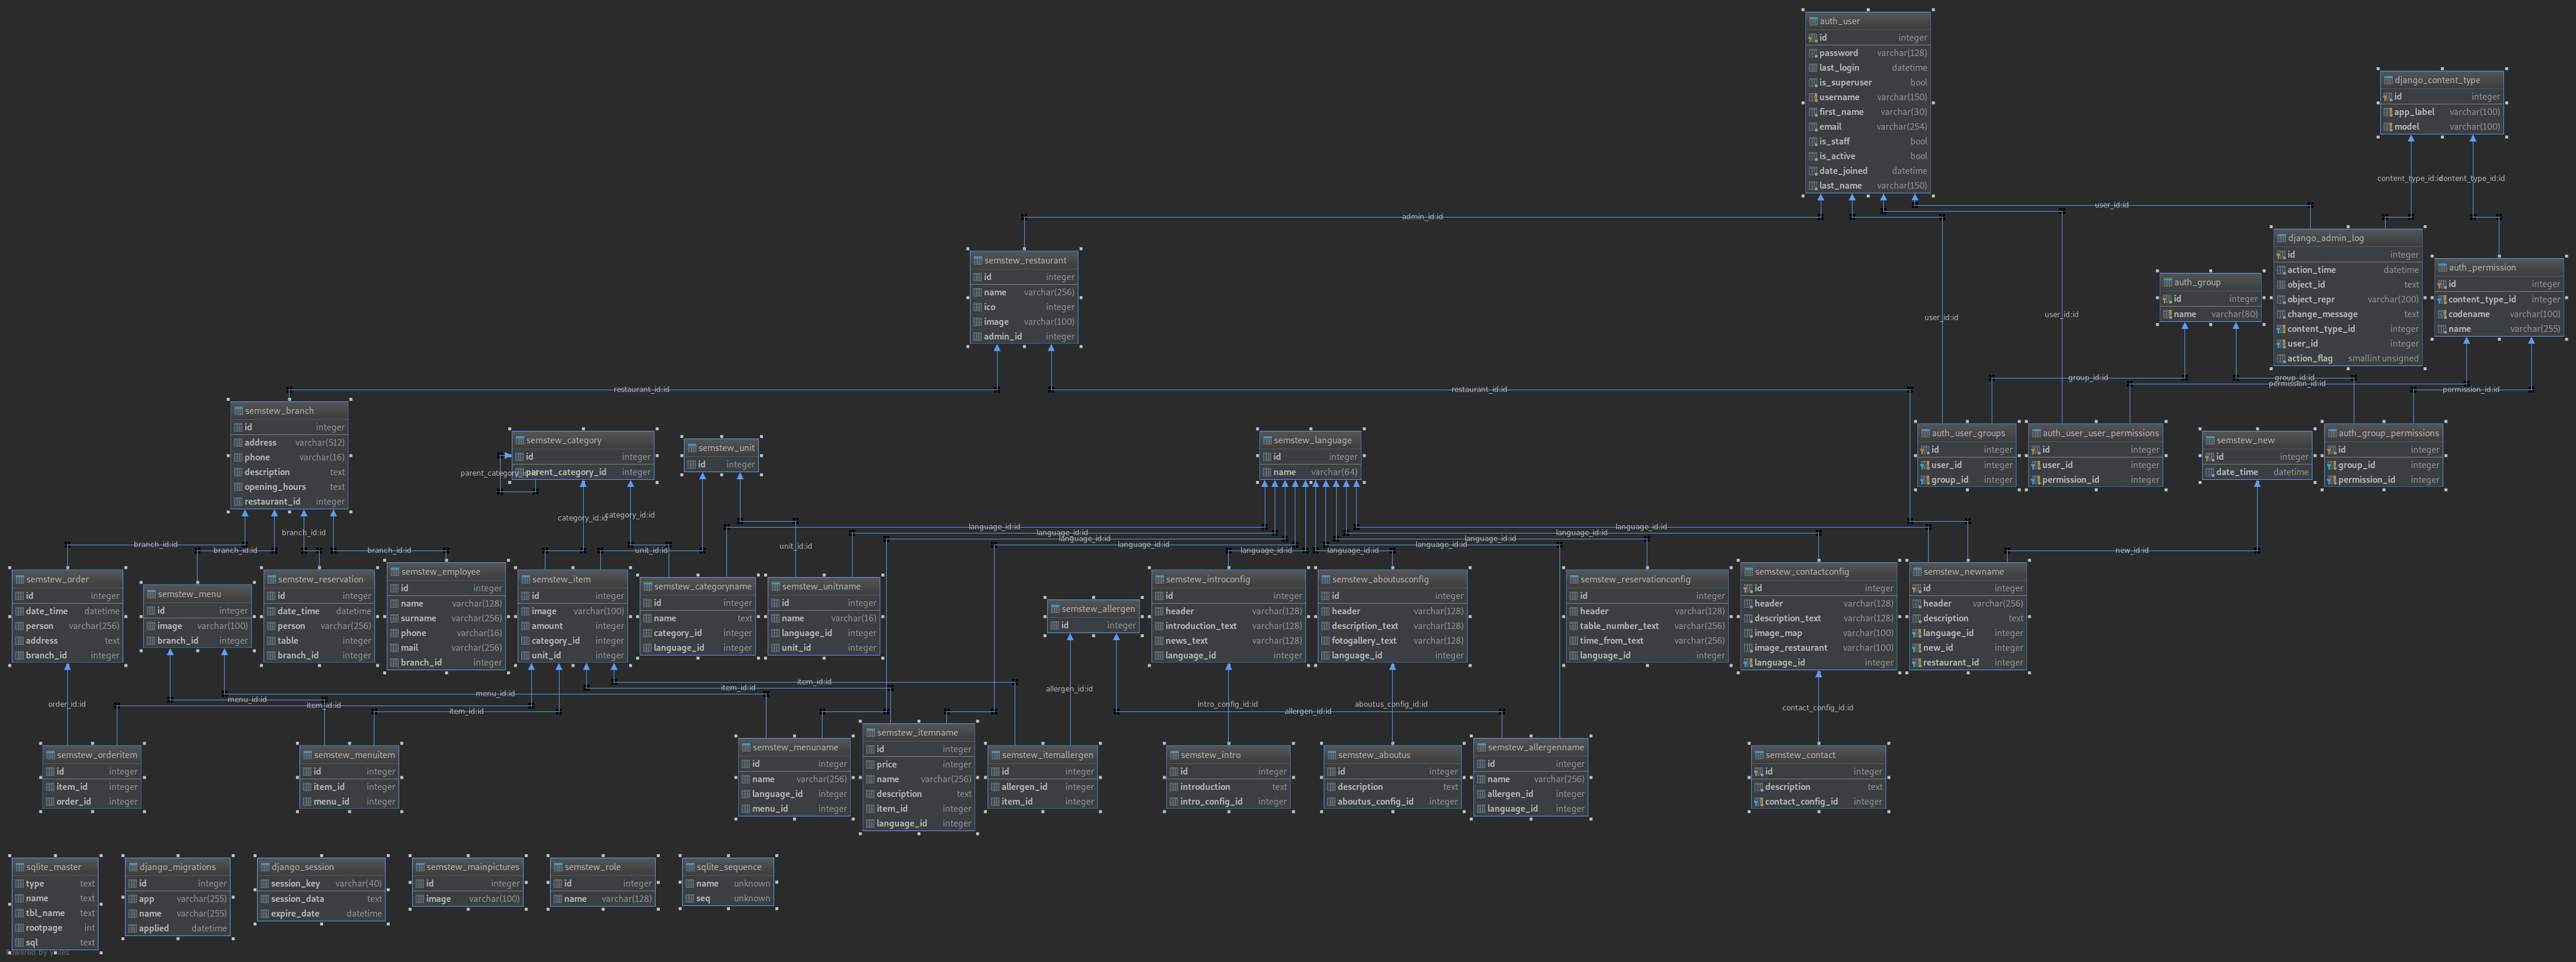 auth_user
id integer
password varchar(128)
last_login datetime
is_superuser bool
username varchar(150)
first_name varchar(30)
email varchar(254)
is_staff bool
is_active bool
date_joined datetime
last_name varchar(150)
django_content_type
id integer
app_label varchar(100)
model varchar(100)
content_type_id:id
content_type_id:id
admin_id:id
user_id:id
semstew_restaurant
id integer
name varchar(256)
ico integer
image varchar(100)
admin_id integer
user_id:id
user_id:id
auth_group
id integer
name varchar(80)
django_admin_log
id integer
action_time datetime
object_id text
object_repr varchar(200)
change_message text
content_type_id integer
user_id integer
action_flag smallint unsigned
auth_permission
id integer
content_type_id integer
codename varchar(100)
name varchar(255)
restaurant_id:id
restaurant_id:id
group_id:id
group_id:id
permission_id:id
permission_id:id
semstew_branch
id integer
address varchar(512)
phone varchar(16)
description text
opening_hours text
restaurant_id integer
semstew_category
id integer
parent_category_id integer
parent_category
semstew_unit
id integer
semstew_language
id integer
name varchar(64)
auth_user_groups
id integer
user_id integer
group_id integer
auth_user_user_permissions
id integer
user_id integer
permission_id integer
semstew_new
id integer
date_time datetime
auth_group_permissions
id integer
group_id integer
permission_id integer
branch_id:id
branch_id:id
branch_id:id
branch_id:id
category_id:id
category_id:id
unit_id:id
unit_id:id
language_id:id
language_id:id
language_id:id
language_id:id
language_id:id
language_id:id
language_id:id
language_id:id
language_id:id
new_id:id
semstew_order
id integer
date_time datetime
person varchar(256)
address text
branch_id integer
semstew_menu
id integer
image varchar(100)
branch_id integer
semstew_reservation
id integer
date_time datetime
person varchar(256)
table integer
branch_id integer
semstew_employee
id integer
name varchar(128)
surname varchar(256)
phone varchar(16)
mail varchar(256)
branch_id integer
semstew_item
id integer
image varchar(100)
amount integer
category_id integer
unit_id integer
semstew_categoryname
id integer
name text
category_id integer
language_id integer
semstew_unitname
id integer
name varchar(16)
language_id integer
unit_id integer
semstew_allergen
id integer
semstew_introconfig
id integer
header varchar(128)
introduction_text varchar(128)
news_text varchar(128)
language_id integer
semstew_aboutusconfig
id integer
header varchar(128)
description_text varchar(128)
fotogallery_text varchar(128)
language_id integer
semstew_reservationconfig
id integer
header varchar(128)
table_number_text varchar(256)
time_from_text varchar(256)
language_id integer
semstew_contactconfig
id integer
header varchar(128)
description_text varchar(128)
image_map varchar(100)
image_restaurant varchar(100)
language_id integer
semstew_newname
id integer
header varchar(256)
description text
language_id integer
new_id integer
restaurant_id integer
order_id:id
menu_id:id
item_id:id
item_id:id
menu_id:id
item_id:id
item_id:id
allergen_id:id
intro_config_id:id
allergen_id:id
aboutus_config_id:id
contact_config_id:id
semstew_orderitem
id integer
item_id integer
order_id integer
semstew_menuitem
id integer
item_id integer
menu_id integer
semstew_menuname
id integer
name varchar(256)
language_id integer
menu_id integer
semstew_itemname
id integer
price integer
name varchar(256)
description text
item_id integer
language_id integer
semstew_itemallergen
id integer
allergen_id integer
item_id integer
semstew_intro
id integer
introduction text
intro_config_id integer
semstew_aboutus
id integer
description text
aboutus_config_id integer
semstew_allergenname
id integer
name varchar(256)
allergen_id integer
language_id integer
semstew_contact
id integer
description text
contact_config_id integer
sqlite_master
type text
name text
tbl_name text
rootpage int
sql text
django_migrations
id integer
app varchar(255)
name varchar(255)
applied datetime
django_session
session_key varchar(40)
session_data text
expire_date datetime
semstew_mainpictures
id integer
image varchar(100)
semstew_role
id integer
name varchar(128)
sqlite_sequence
name unknown
seq unknown
Powered by yFiles